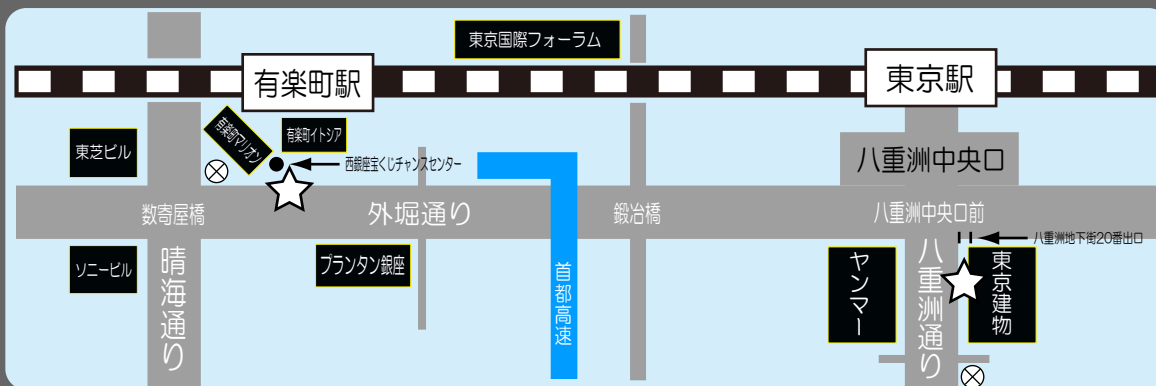 東京国際フォーラム
有楽町駅
東京駅
有楽町マリオン
有楽町イトシア
東芝ビル
西銀座宝くじチャンスセンター
八重洲中央口
数寄屋橋
外堀通り
鍛冶橋
八重洲中央口前
八重洲地下街20番出口
ソニービル
晴海通り
プランタン銀座
首都高速
ヤンマー
八重洲通り
東京建物